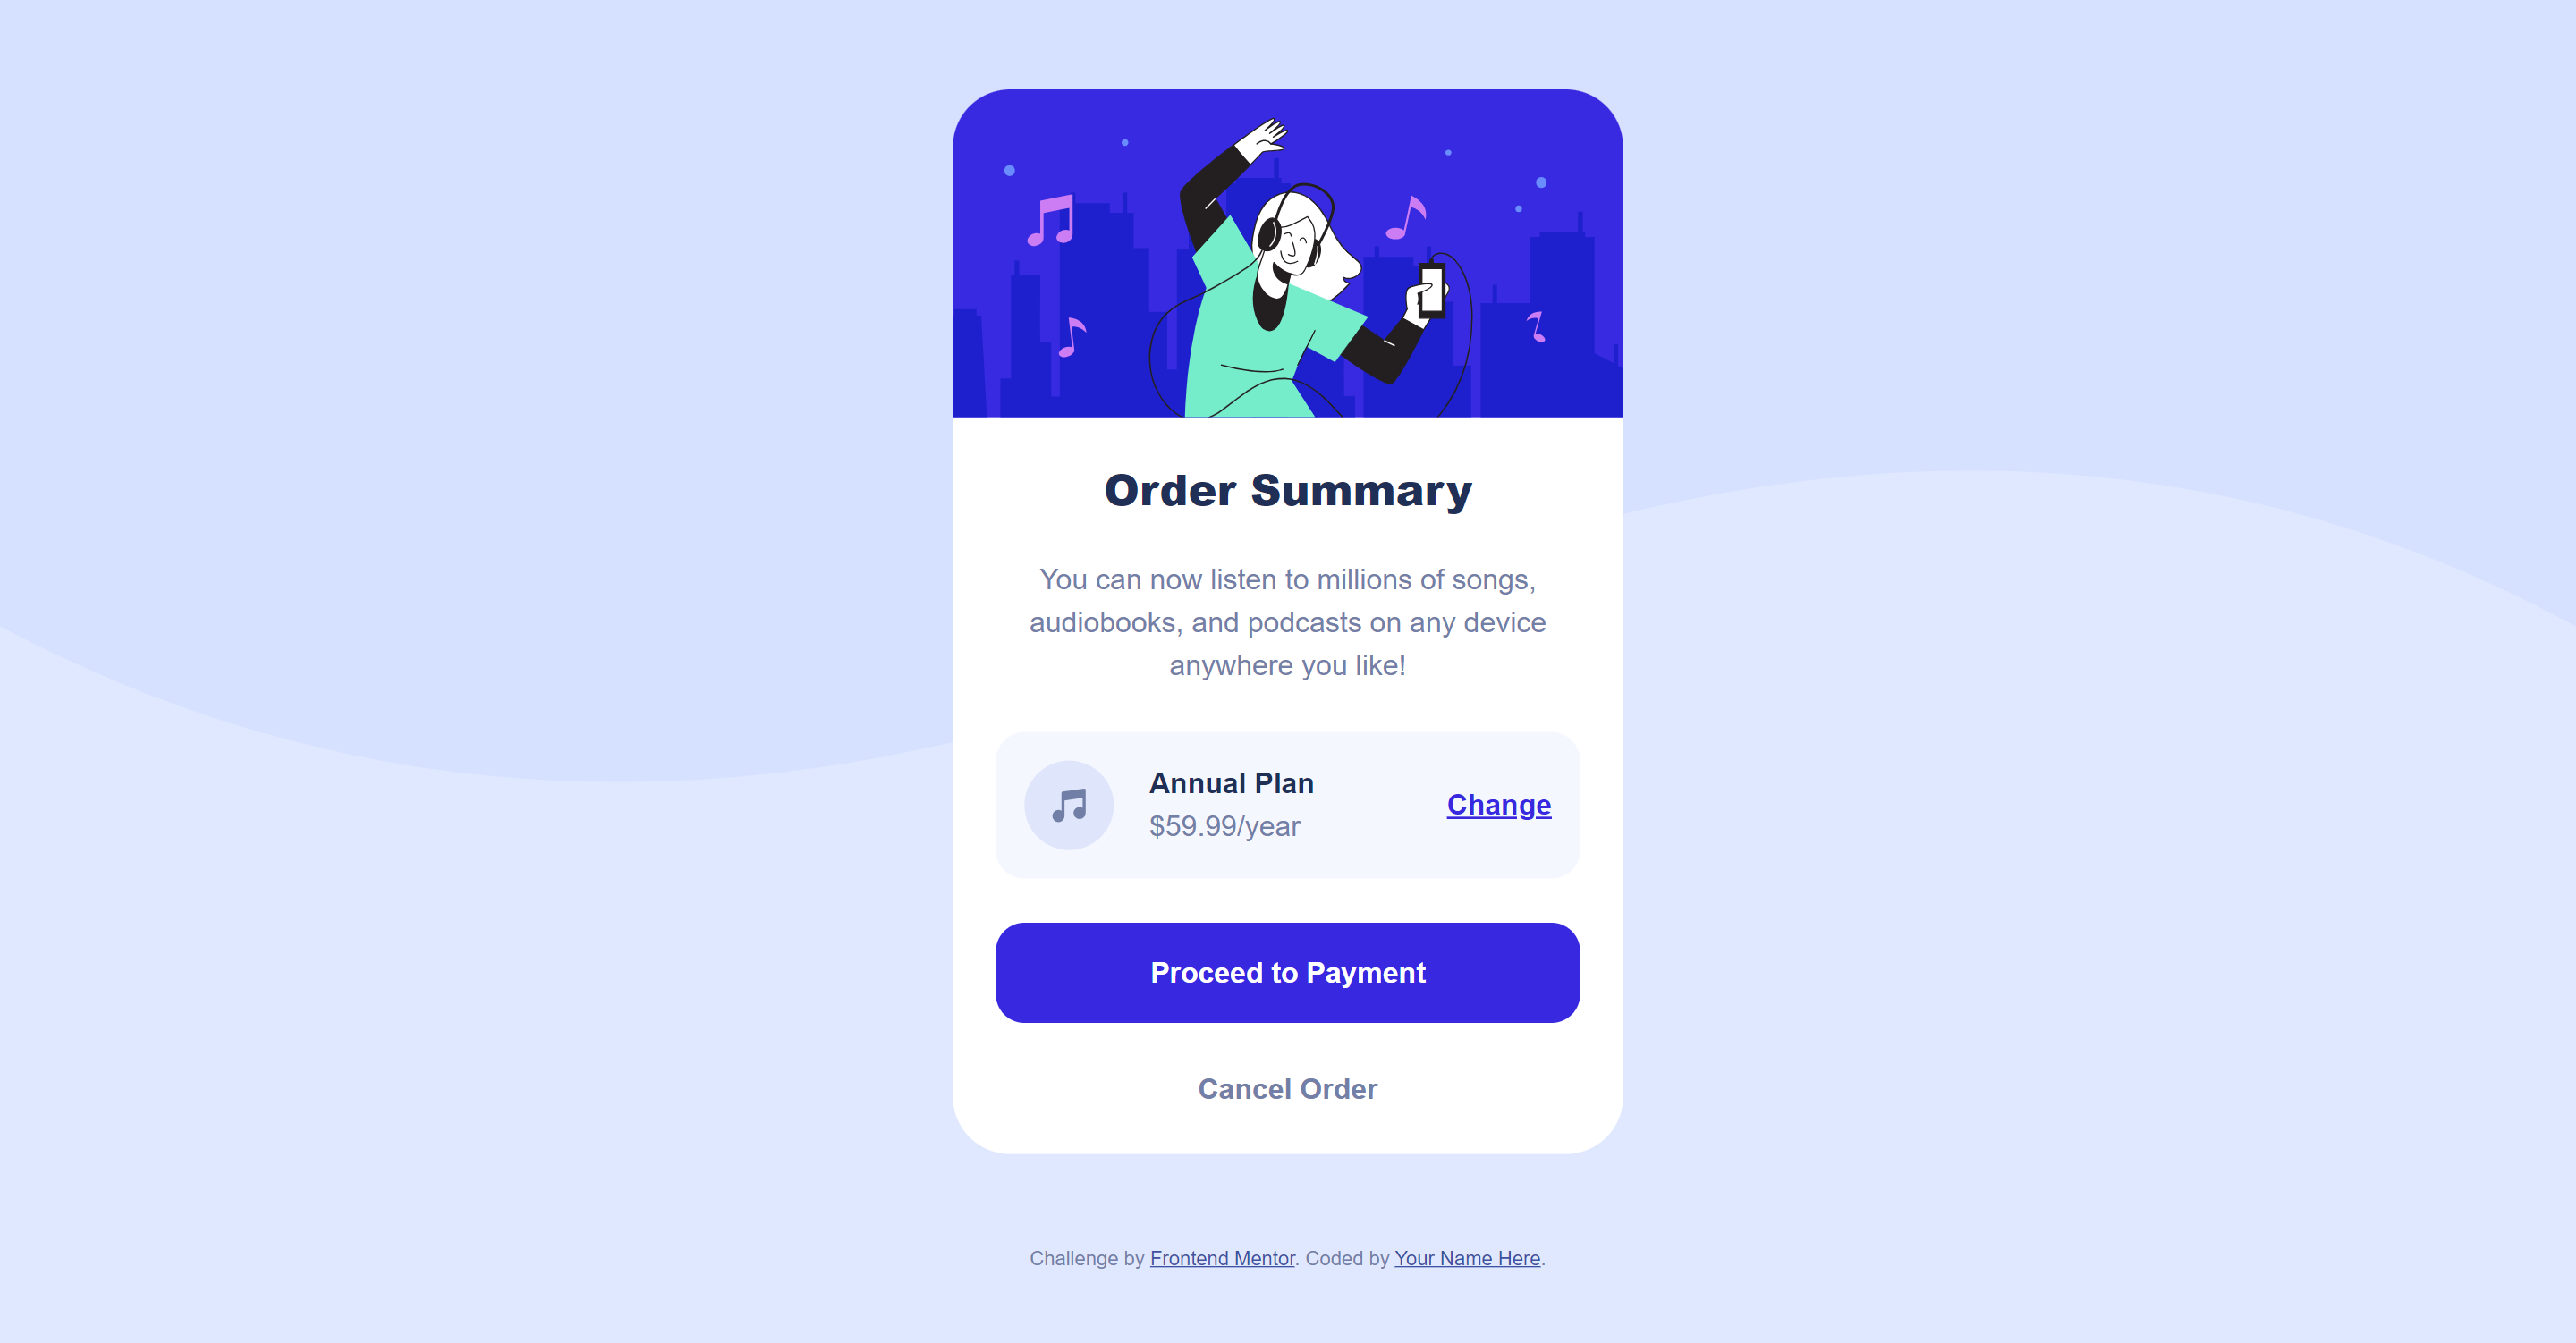 Order Summary
You can now listen to millions of songs,
audiobooks, and podcasts on any device
anywhere you like!
Annual Plan
$59.99/year
Change
Proceed to Payment
Cancel Order
Challenge by Frontend Mentor. Coded by Your Name Here.